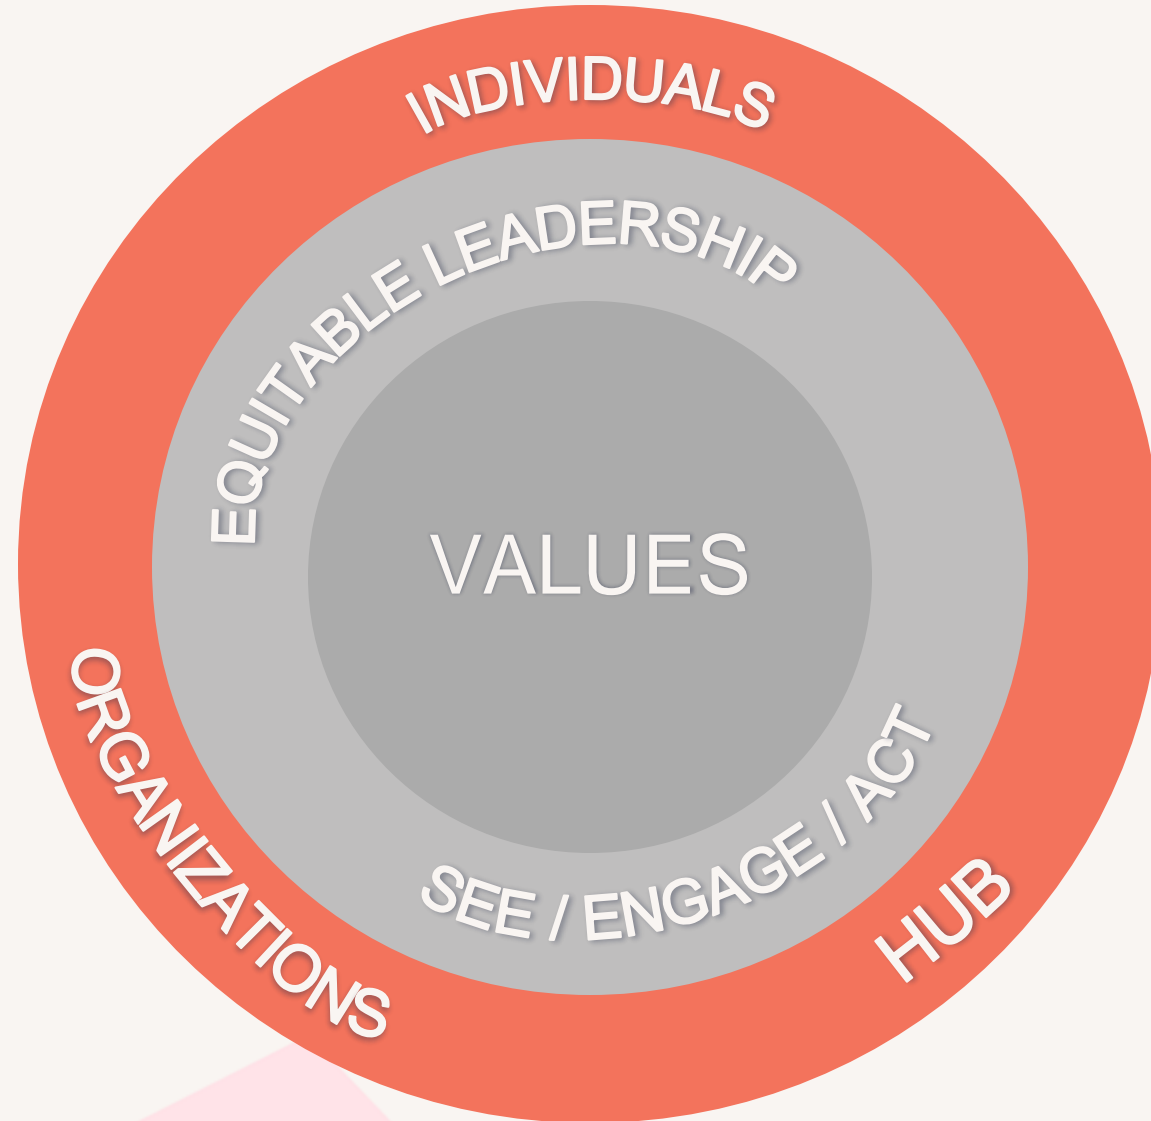 INDIVIDUALS
EQUITABLE LEADERSHIP
VALUES
SEE / ENGAGE / ACT
ORGANIZATIONS
HUB